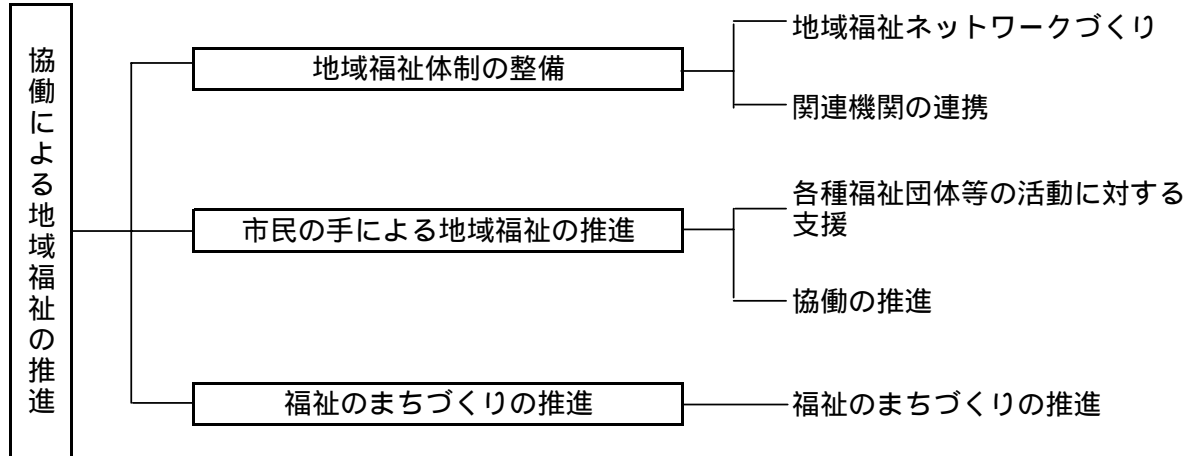 協働による地域福祉の推進
地域福祉体制の整備
地域福祉ネットワークづくり
関連機関の連携
市民の手による地域福祉の推進
各種福祉団体等の活動に対する
支援
協働の推進
福祉のまちづくりの推進
福祉のまちづくりの推進